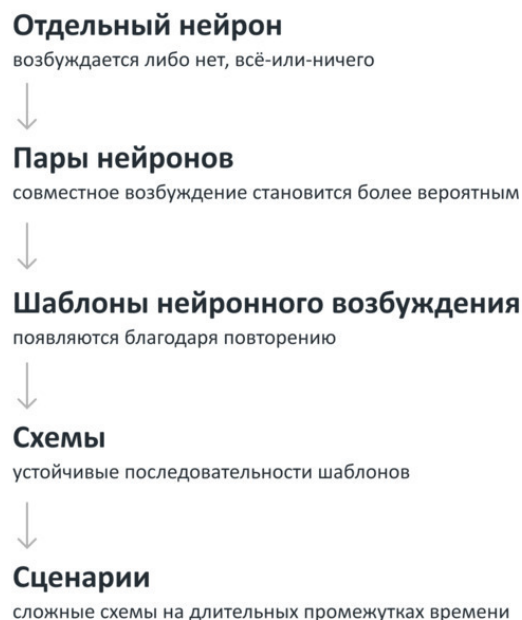 Отдельный нейрон
возбуждается либо нет, всё-или-ничего
Пары нейронов
совместное возбуждение становится более вероятным
Шаблоны нейронного возбуждения
появляются благодаря повторению
Схемы
устойчивые последовательности шаблонов
Сценарии
сложные схемы на длительных промежутках времени